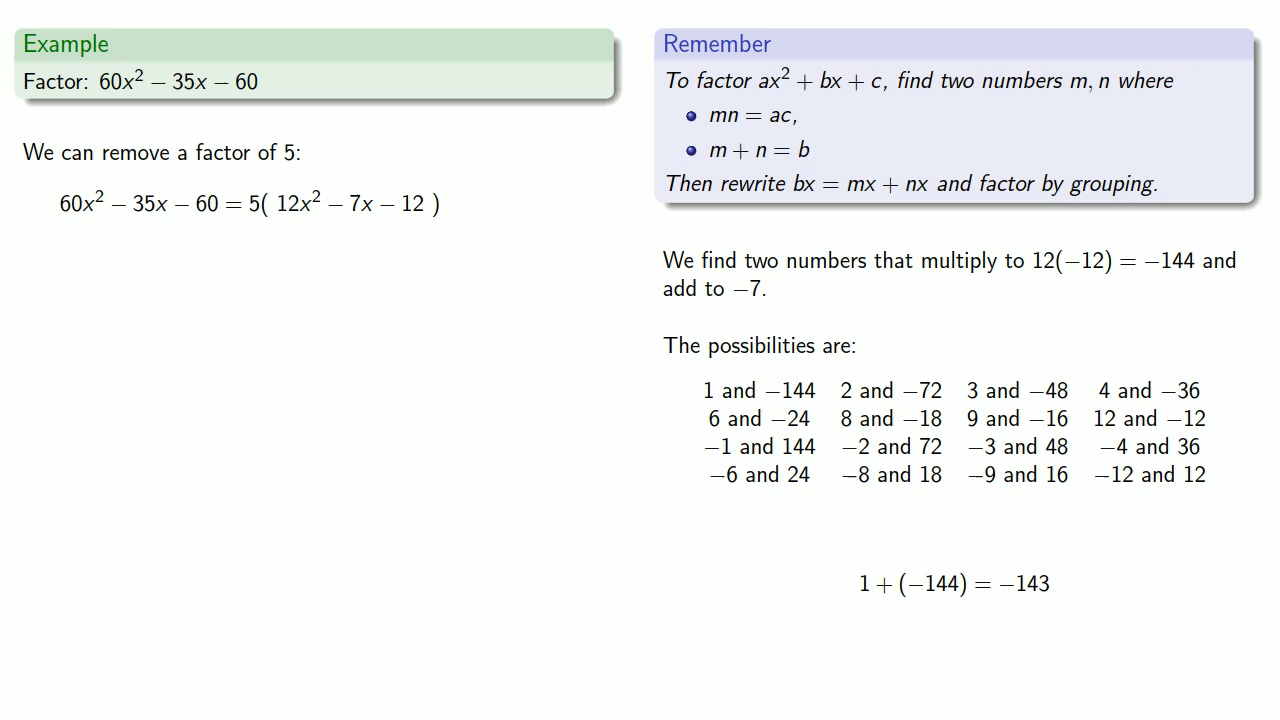 Example
Factor: 60x² − 35x − 60
We can remove a factor of 5:
60x² − 35x − 60 = 5( 12x² − 7x − 12 )
Remember
To factor ax² + bx + c, find two numbers m, n where
• mn = ac,
• m + n = b
Then rewrite bx = mx + nx and factor by grouping.
We find two numbers that multiply to 12(−12) = −144 and
add to −7.
The possibilities are:
1 and −144 2 and −72 3 and −48 4 and −36
6 and −24 8 and −18 9 and −16 12 and −12
−1 and 144 −2 and 72 −3 and 48 −4 and 36
−6 and 24 −8 and 18 −9 and 16 −12 and 12
1 + (−144) = −143